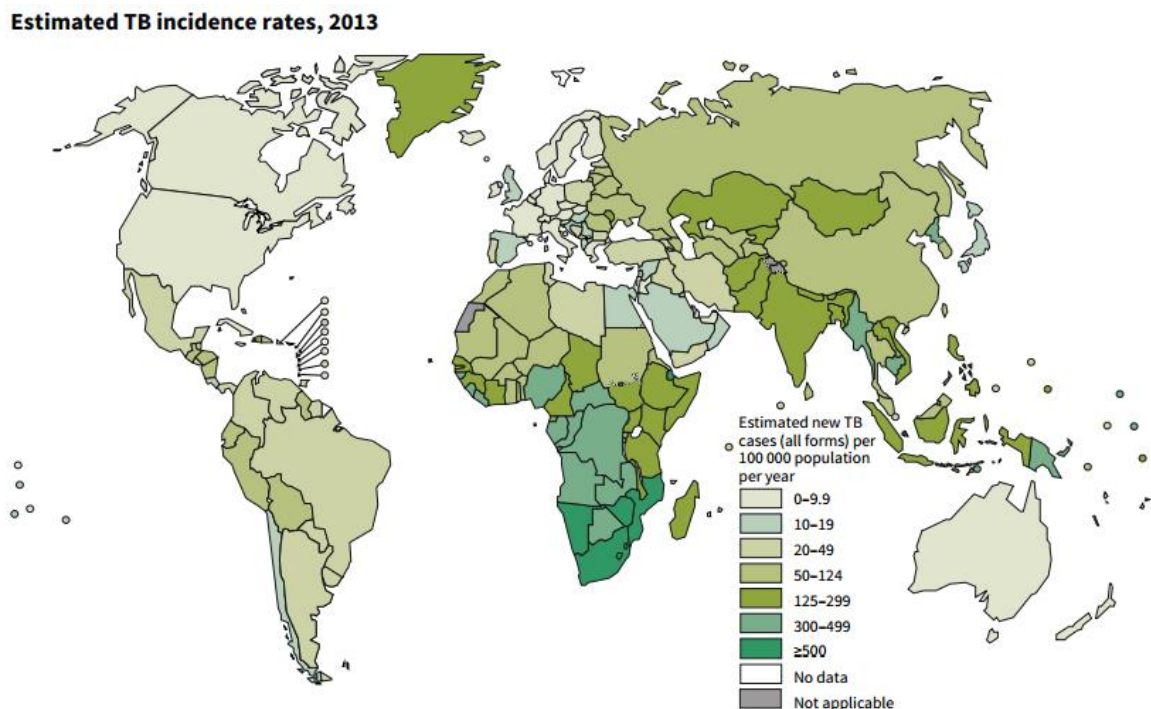 Estimated TB incidence rates, 2013
Estimated new TB
cases (all forms) per
100 000 population
per year
0–9.9
10–19
20–49
50–124
125–299
300–499
≥500
No data
Not applicable